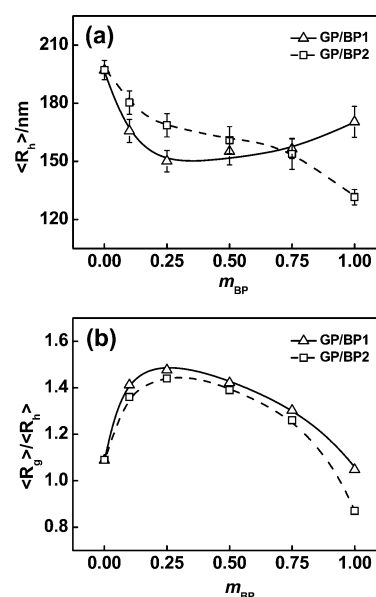 (a)
GP/BP1
GP/BP2
210
180
150
120
<R_h>/nm
0.00 0.25 0.50 0.75 1.00
m_BP
(b)
GP/BP1
GP/BP2
1.6
1.4
1.2
1.0
0.8
<R_g>/<R_h>
0.00 0.25 0.50 0.75 1.00
m_BP